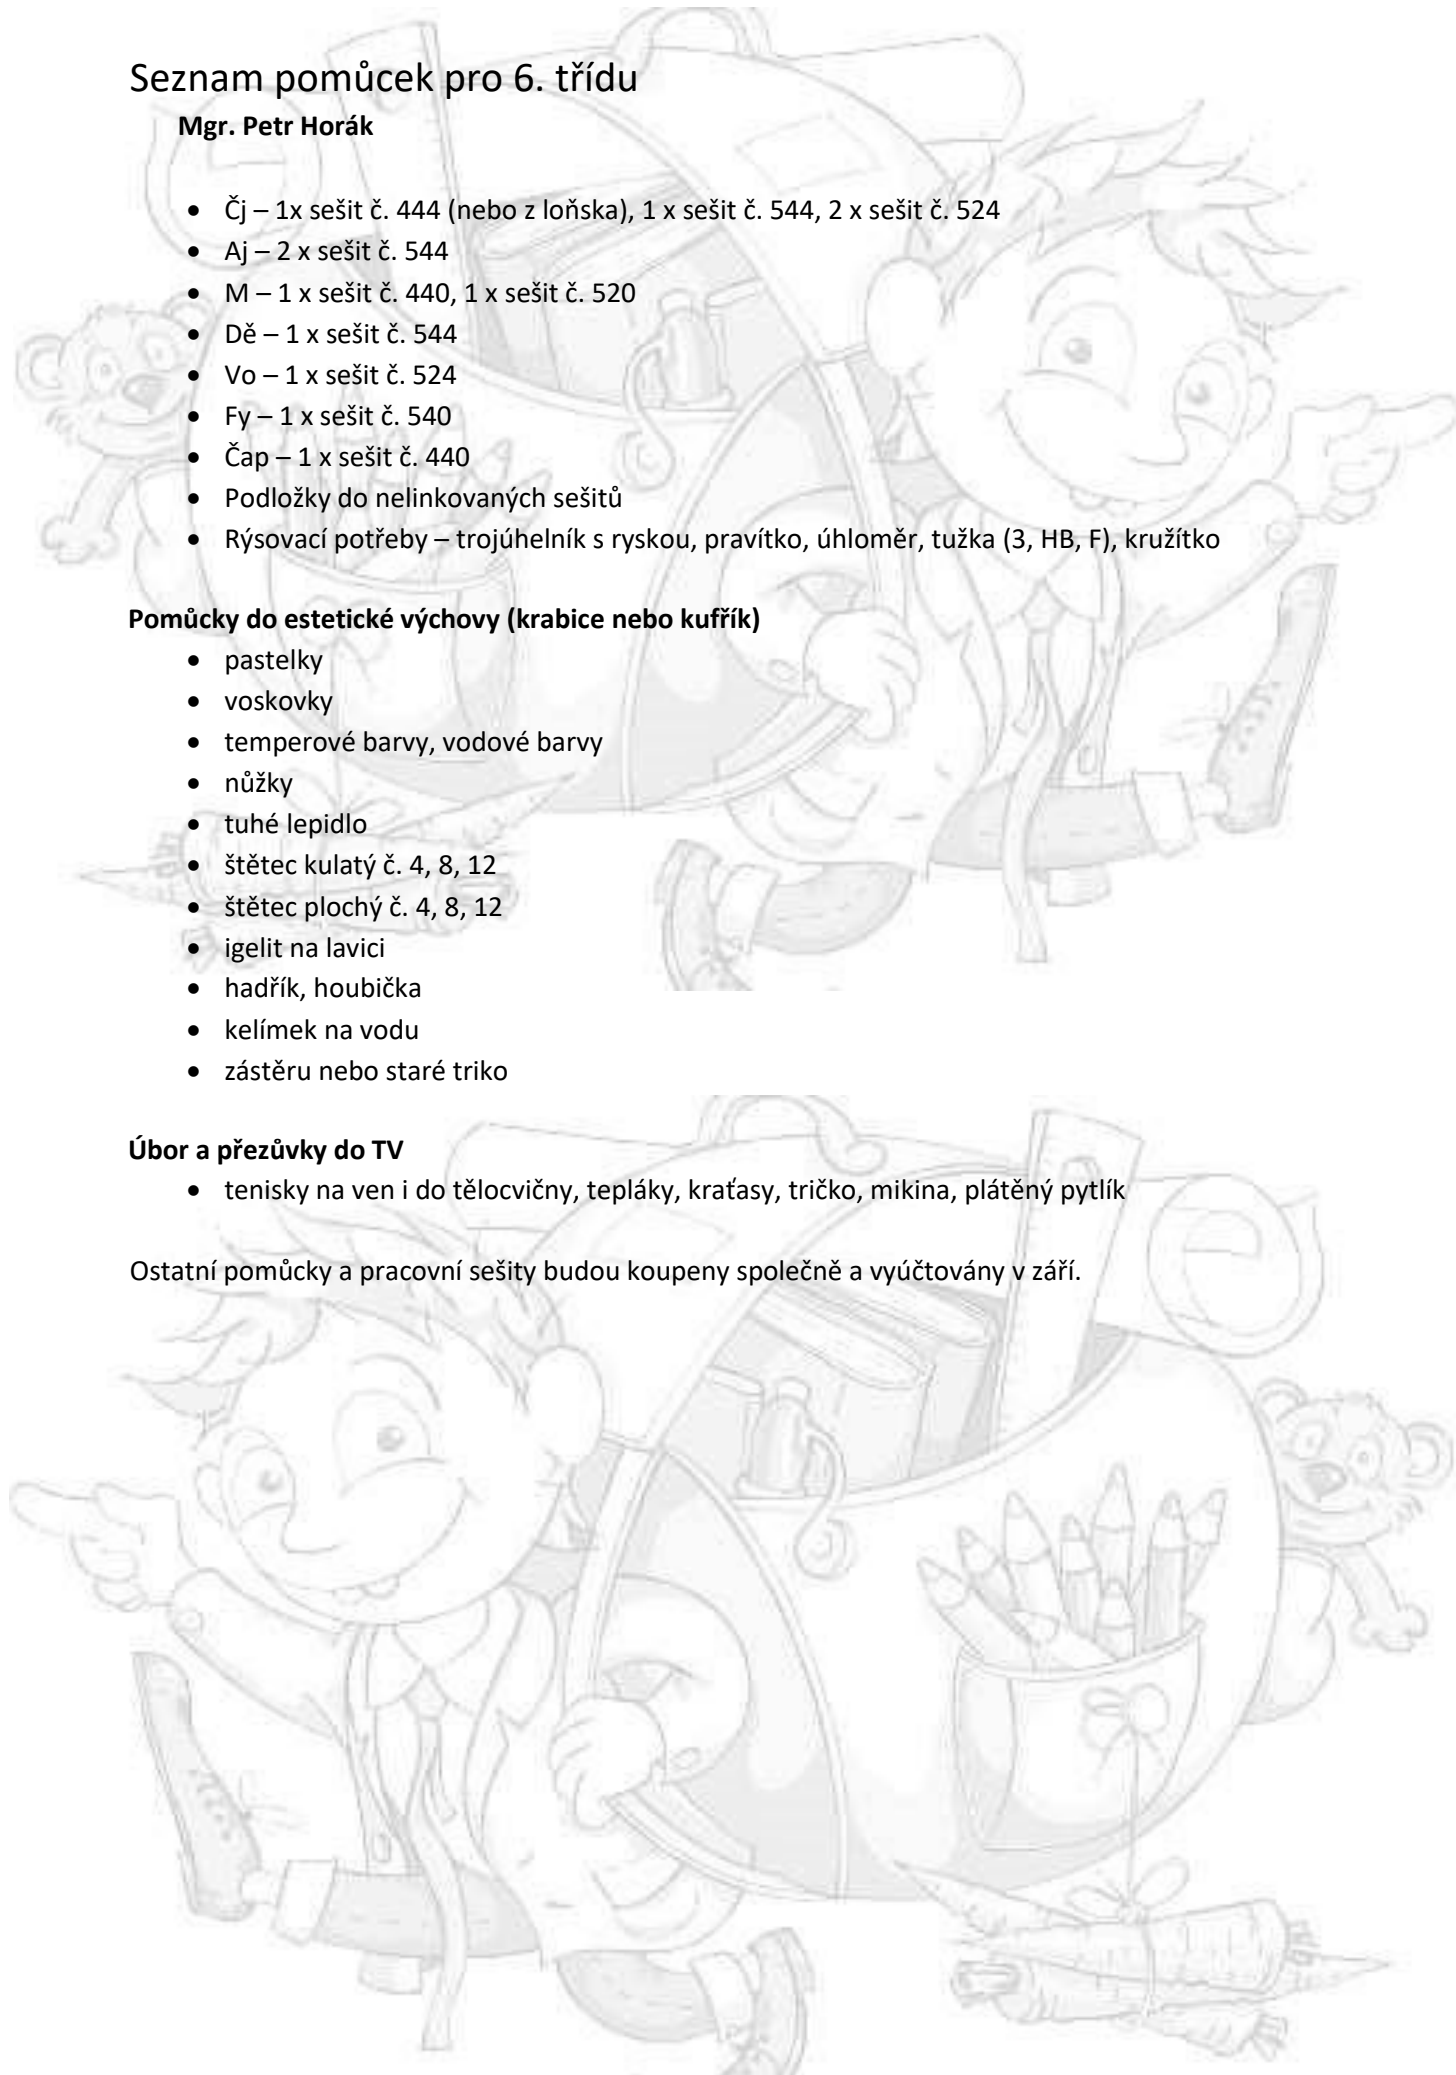 Seznam pomůcek pro 6. třídu
Mgr. Petr Horák
• Čj – 1x sešit č. 444 (nebo z loňska), 1 x sešit č. 544, 2 x sešit č. 524
• Aj – 2 x sešit č. 544
• M – 1 x sešit č. 440, 1 x sešit č. 520
• Dě – 1 x sešit č. 544
• Vo – 1 x sešit č. 524
• Fy – 1 x sešit č. 540
• Čap – 1 x sešit č. 440
• Podložky do nelinkovaných sešitů
• Rýsovací potřeby – trojúhelník s ryskou, pravítko, úhloměr, tužka (3, HB, F), kružítko
Pomůcky do estetické výchovy (krabice nebo kufřík)
• pastelky
• voskovky
• temperové barvy, vodové barvy
• nůžky
• tuhé lepidlo
• štětec kulatý č. 4, 8, 12
• štětec plochý č. 4, 8, 12
• igelit na lavici
• hadřík, houbička
• kelímek na vodu
• zástěru nebo staré triko
Úbor a přezůvky do TV
• tenisky na ven i do tělocvičny, tepláky, kraťasy, tričko, mikina, plátěný pytlík
Ostatní pomůcky a pracovní sešity budou koupeny společně a vyúčtovány v září.